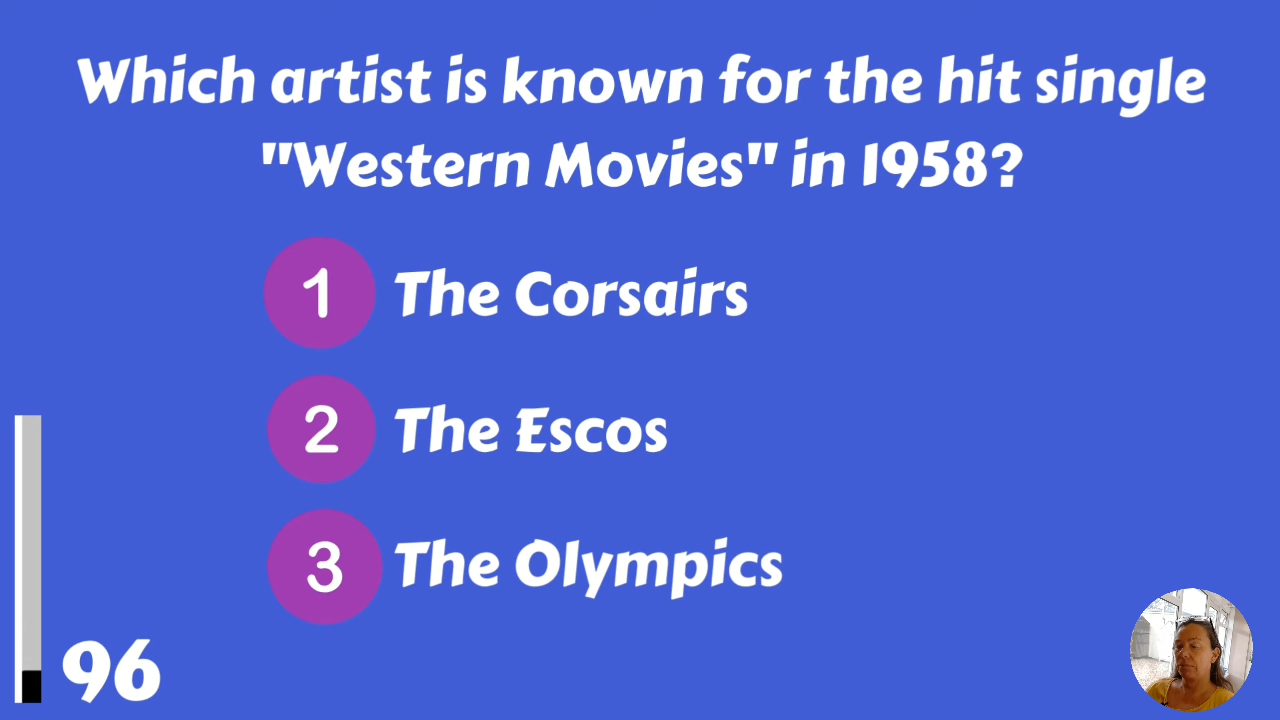 Which artist is known for the hit single
"Western Movies" in 1958?
1 The Corsairs
2 The Escos
3 The Olympics
96